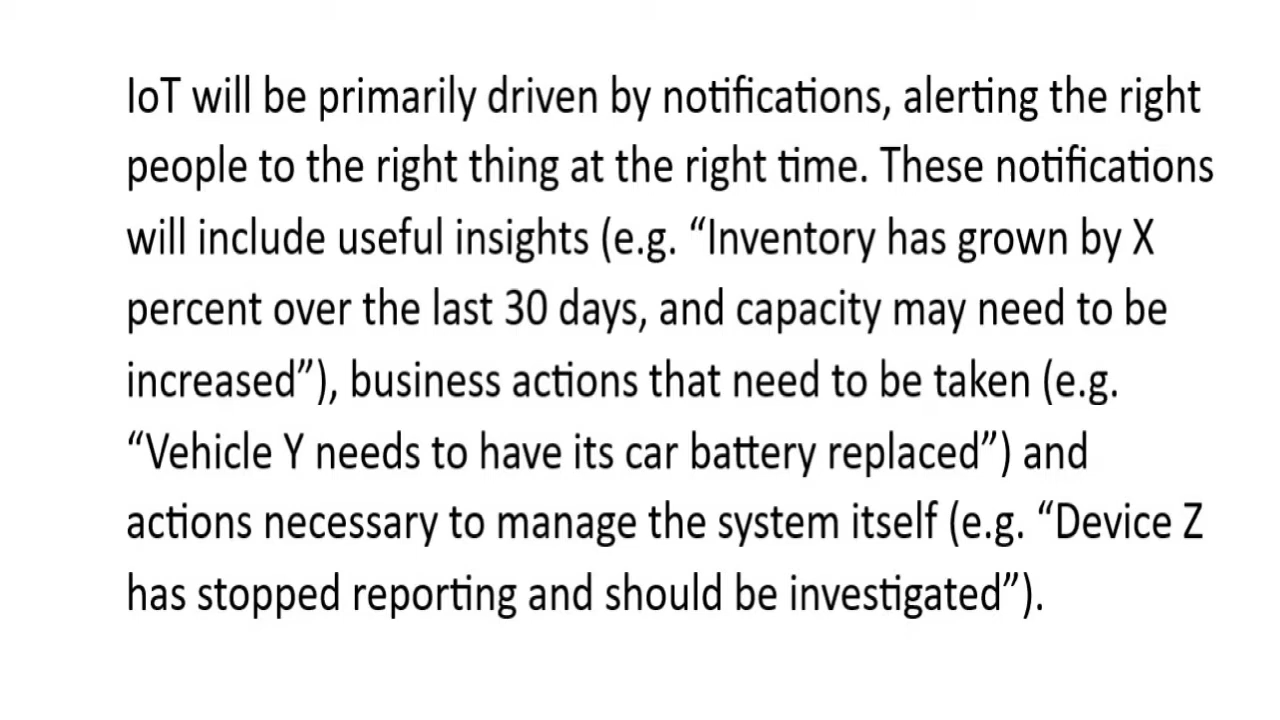 IoT will be primarily driven by notifications, alerting the right
people to the right thing at the right time. These notifications
will include useful insights (e.g. “Inventory has grown by X
percent over the last 30 days, and capacity may need to be
increased”), business actions that need to be taken (e.g.
“Vehicle Y needs to have its car battery replaced”) and
actions necessary to manage the system itself (e.g. “Device Z
has stopped reporting and should be investigated”).